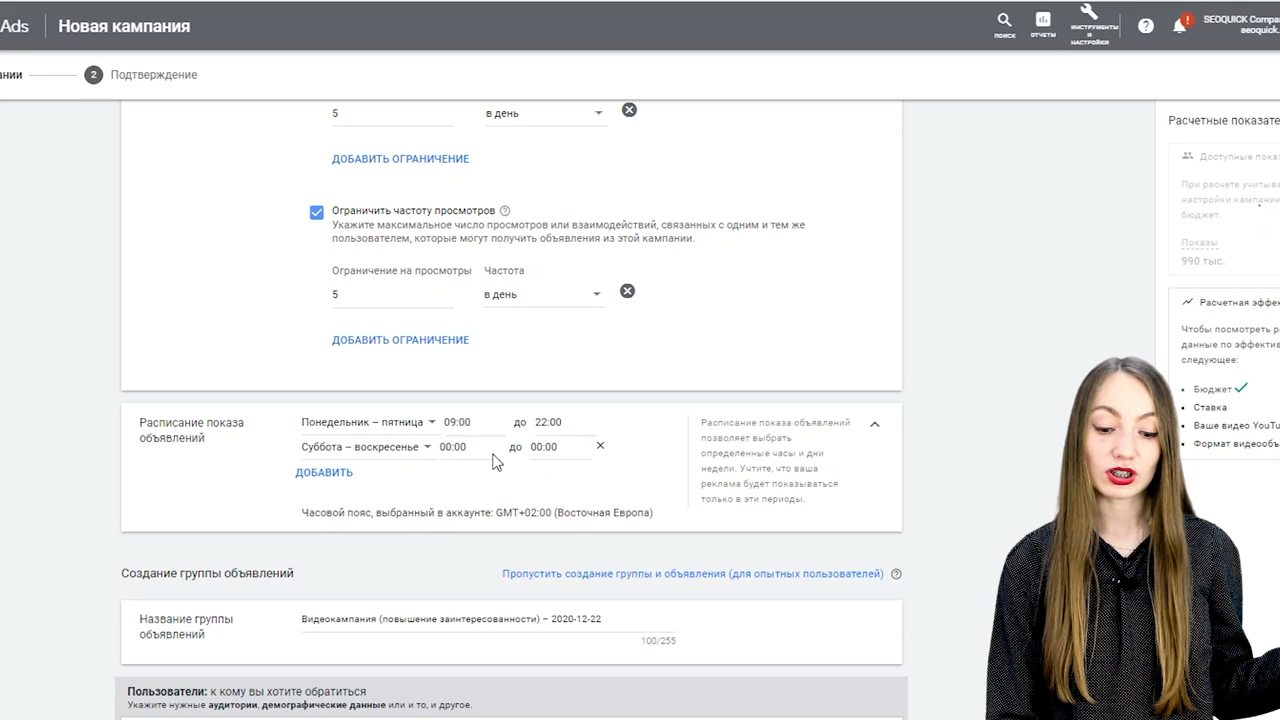 Ads
Новая кампания
ПОИСК
ОТЧЕТЫ
ИНСТРУМЕНТЫ
И
НАСТРОЙКИ
?
!
SEOQUICK Compa
seoquick.
нии
2 Подтверждение
5 в день
ДОБАВИТЬ ОГРАНИЧЕНИЕ
Ограничить частоту просмотров ?
Укажите максимальное число просмотров или взаимодействий, связанных с одним и тем же
пользователем, которые могут получить объявления из этой кампании.
Ограничение на просмотры Частота
5 в день
ДОБАВИТЬ ОГРАНИЧЕНИЕ
Расписание показа
объявлений
Понедельник – пятница 09:00 до 22:00
Суббота – воскресенье 00:00 до 00:00
ДОБАВИТЬ
Часовой пояс, выбранный в аккаунте: GMT+02:00 (Восточная Европа)
Расписание показа объявлений
позволяет выбрать
определенные часы и дни
недели. Учтите, что ваша
реклама будет показываться
только в эти периоды.
Создание группы объявлений
Пропустить создание группы и объявления (для опытных пользователей) ?
Название группы
объявлений
Видеокампания (повышение заинтересованности) – 2020-12-22
100/255
Пользователи: к кому вы хотите обратиться
Укажите нужные аудитории, демографические данные или и то, и другое.
Расчетные показате
Доступные пока
При расчете учитыва
настройки кампани
бюджет.
Показы
990 тыс.
Расчетная эффе
Чтобы посмотреть р
данные по эффектив
следующее:
Бюджет
Ставка
Ваше видео YouTu
Формат видеообъ